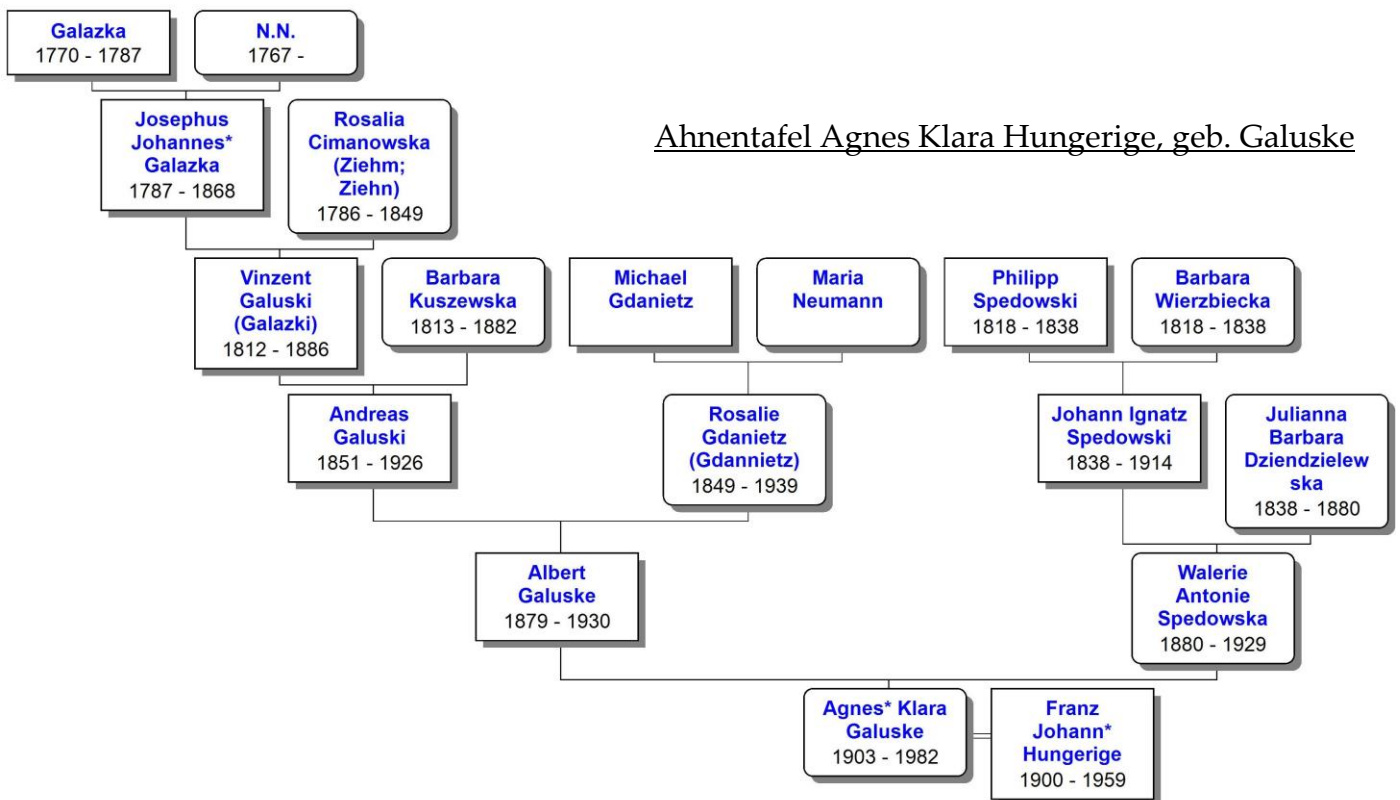 Galazka
1770 - 1787
N.N.
1767 -
Ahnentafel Agnes Klara Hungerige, geb. Galuske
Josephus
Johannes*
Galazka
1787 - 1868
Rosalia
Cimanowska
(Ziehm;
Ziehn)
1786 - 1849
Vinzent
Galuski
(Galazki)
1812 - 1886
Barbara
Kuszewska
1813 - 1882
Michael
Gdanietz
Maria
Neumann
Philipp
Spedowski
1818 - 1838
Barbara
Wierzbiecka
1818 - 1838
Andreas
Galuski
1851 - 1926
Rosalie
Gdanietz
(Gdannietz)
1849 - 1939
Johann Ignatz
Spedowski
1838 - 1914
Julianna
Barbara
Dziendzielew
ska
1838 - 1880
Albert
Galuske
1879 - 1930
Walerie
Antonie
Spedowska
1880 - 1929
Agnes* Klara
Galuske
1903 - 1982
Franz
Johann*
Hungerige
1900 - 1959